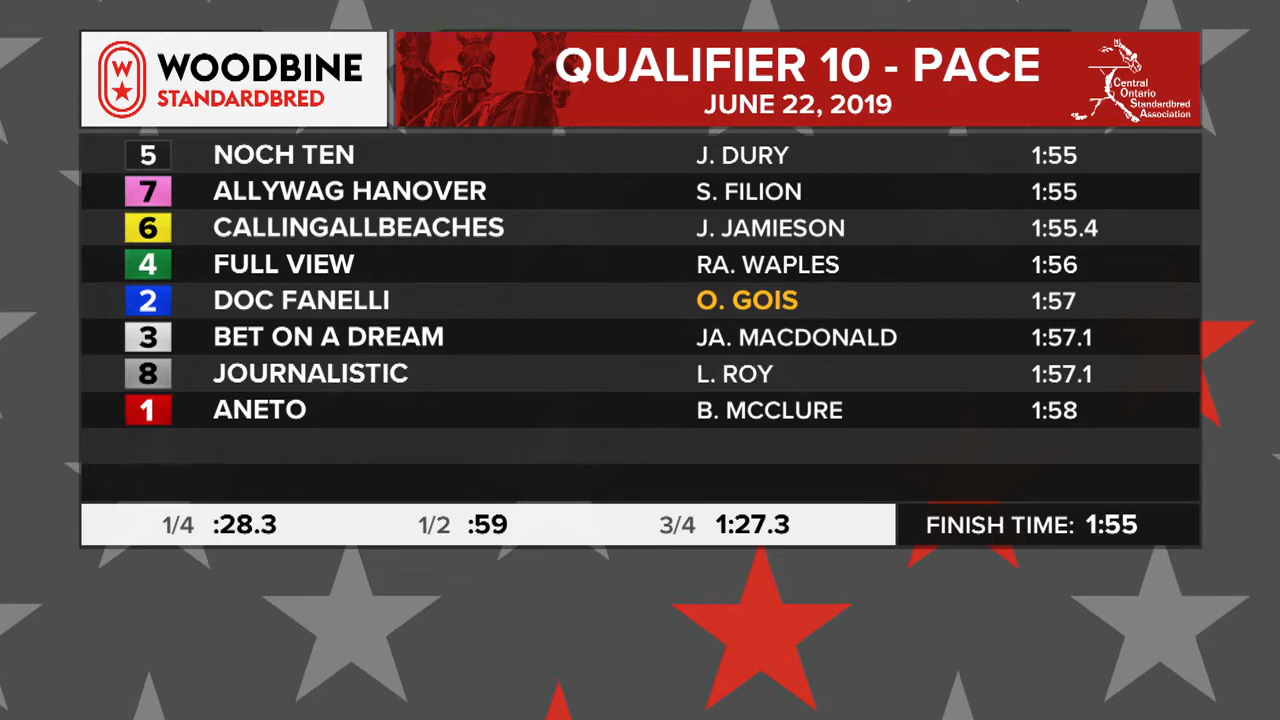 W
WOODBINE
STANDARDBRED
QUALIFIER 10 - PACE
JUNE 22, 2019
Central
Ontario
Standardbred
Association
5 NOCH TEN J. DURY 1:55
7 ALLYWAG HANOVER S. FILION 1:55
6 CALLINGALLBEACHES J. JAMIESON 1:55.4
4 FULL VIEW RA. WAPLES 1:56
2 DOC FANELLI O. GOIS 1:57
3 BET ON A DREAM JA. MACDONALD 1:57.1
8 JOURNALISTIC L. ROY 1:57.1
1 ANETO B. MCCLURE 1:58
1/4 :28.3 1/2 :59 3/4 1:27.3 FINISH TIME: 1:55